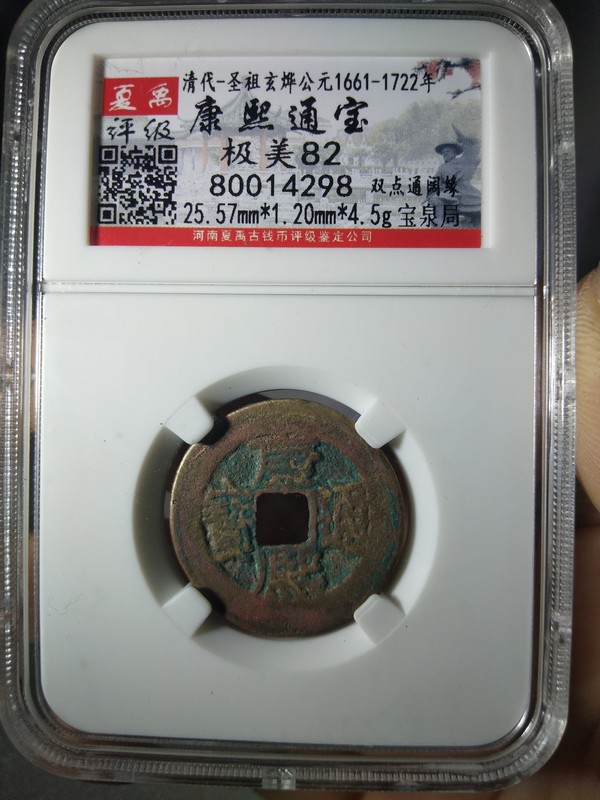 清代-圣祖玄烨公元1661-1722年
夏禹
评级
康熙通宝
极美82
80014298 双点通阔缘
25.57mm*1.20mm*4.5g 宝泉局
河南夏禹古钱币评级鉴定公司
康熙通寶